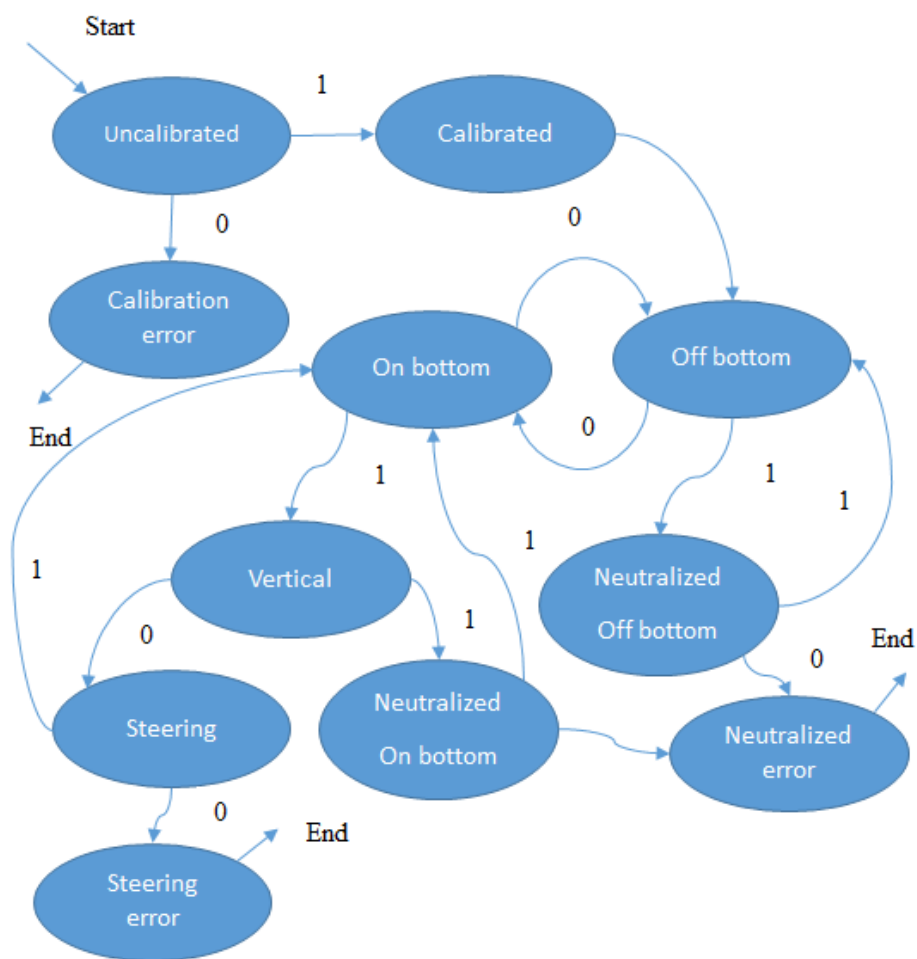 Start
1
Uncalibrated
Calibrated
0
0
Calibration
error
On bottom
Off bottom
End
0
1
1
1
1
1
Vertical
Neutralized
Off bottom
0
1
0
End
Steering
Neutralized
On bottom
Neutralized
error
0
End
Steering
error